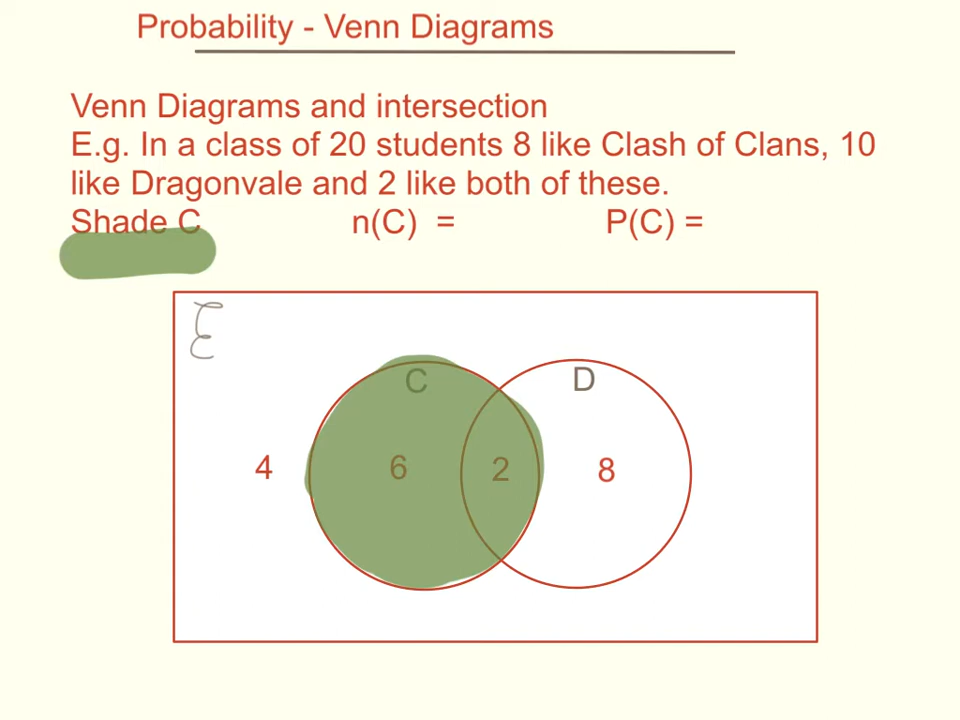 Probability - Venn Diagrams
Venn Diagrams and intersection
E.g. In a class of 20 students 8 like Clash of Clans, 10
like Dragonvale and 2 like both of these.
Shade C n(C) = P(C) =
ℰ
C D
4 6 2 8